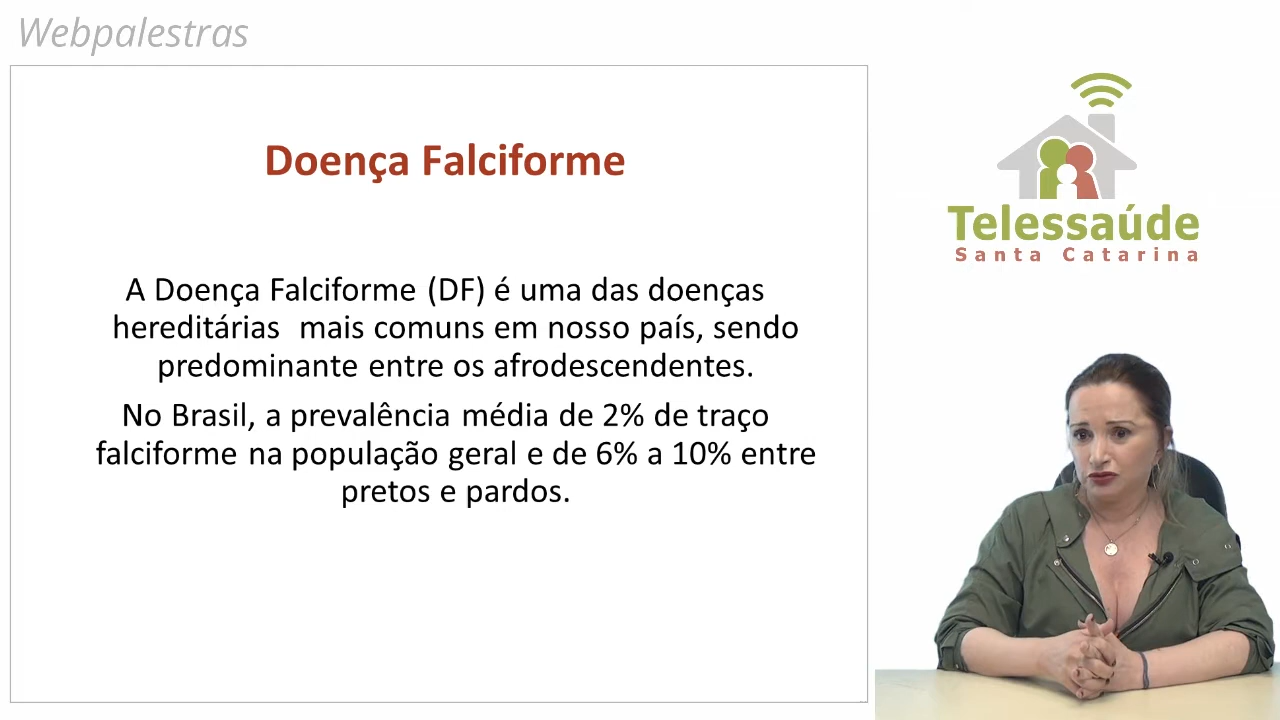 Webpalestras
Doença Falciforme
A Doença Falciforme (DF) é uma das doenças
hereditárias  mais comuns em nosso país, sendo
predominante entre os afrodescendentes.
No Brasil, a prevalência média de 2% de traço
falciforme na população geral e de 6% a 10% entre
pretos e pardos.
Telessaúde
Santa Catarina